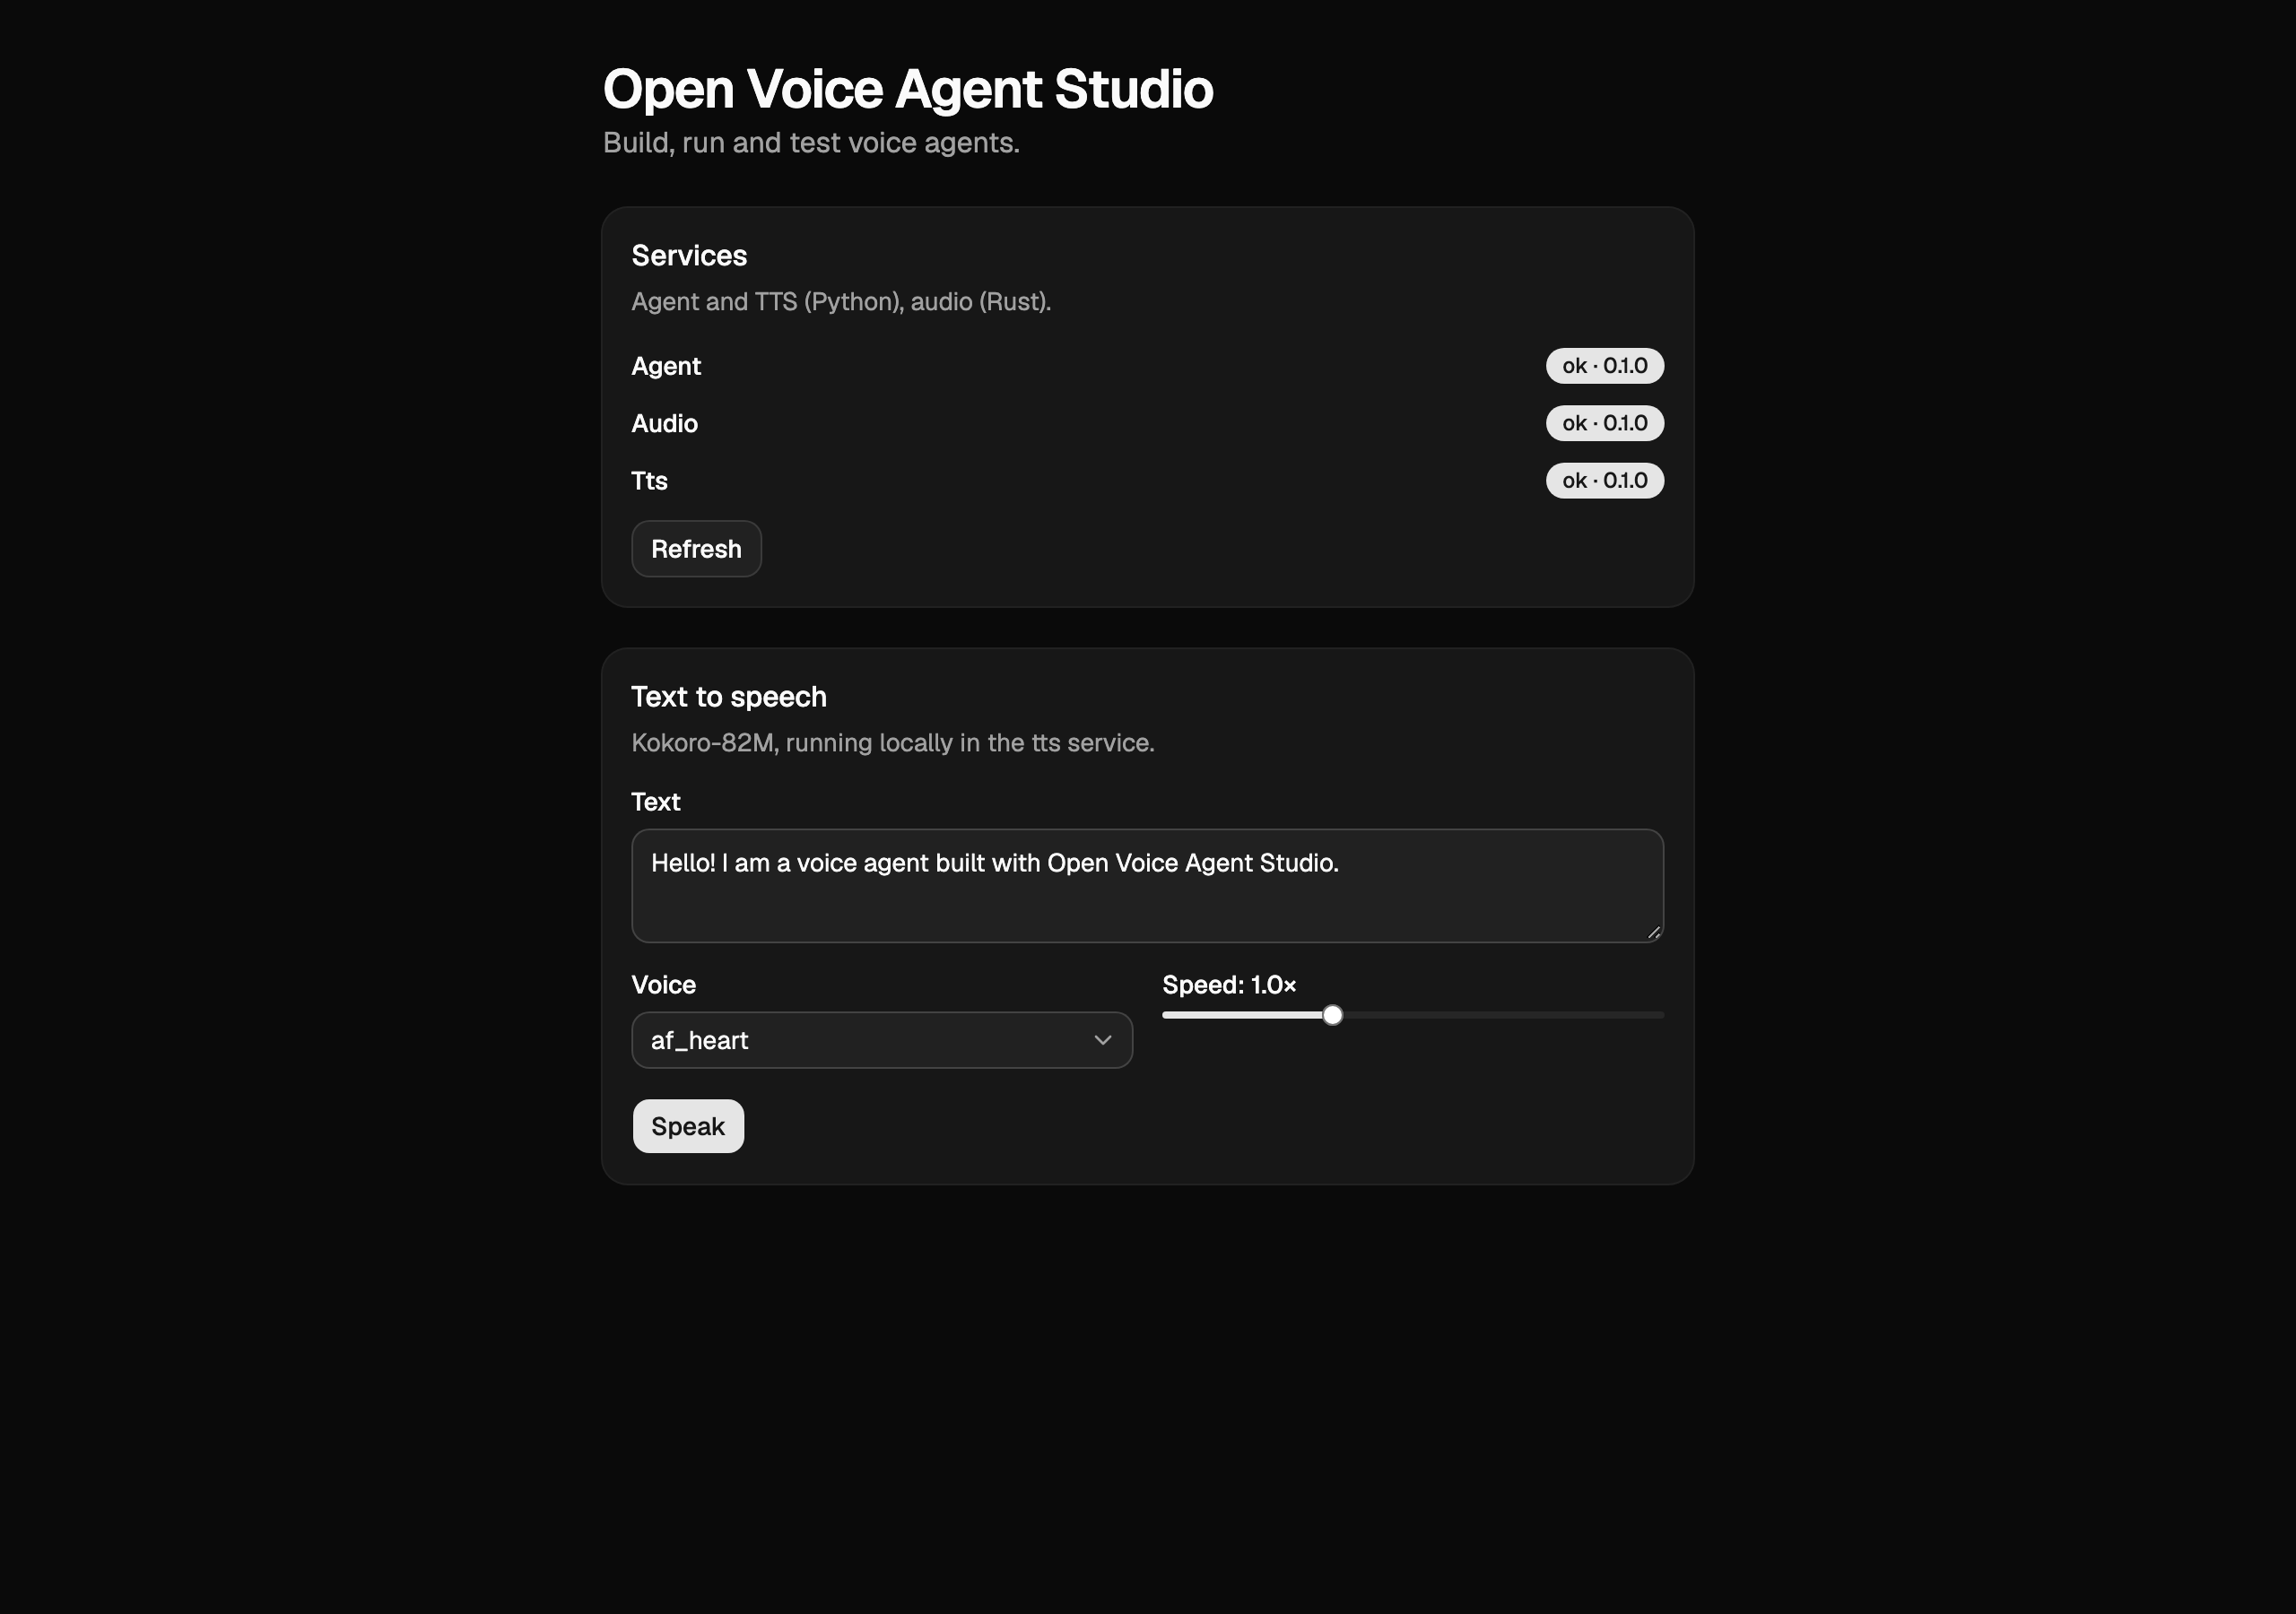 Open Voice Agent Studio
Build, run and test voice agents.
Services
Agent and TTS (Python), audio (Rust).
Agent
ok · 0.1.0
Audio
ok · 0.1.0
Tts
ok · 0.1.0
Refresh
Text to speech
Kokoro-82M, running locally in the tts service.
Text
Hello! I am a voice agent built with Open Voice Agent Studio.
Voice
Speed: 1.0×
af_heart
Speak